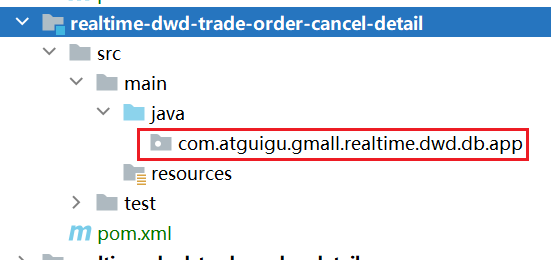 realtime-dwd-trade-order-cancel-detail
src
main
java
com.atguigu.gmall.realtime.dwd.db.app
resources
test
pom.xml